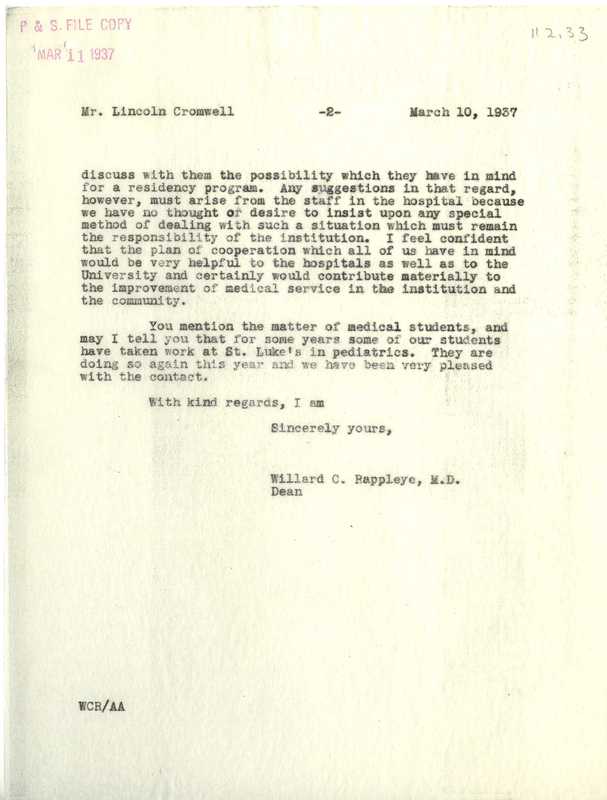 P & S. FILE COPY
MAR 11 1937
112.33
Mr. Lincoln Cromwell -2- March 10, 1937
discuss with them the possibility which they have in mind
for a residency program. Any suggestions in that regard,
however, must arise from the staff in the hospital because
we have no thought or desire to insist upon any special
method of dealing with such a situation which must remain
the responsibility of the institution. I feel confident
that the plan of cooperation which all of us have in mind
would be very helpful to the hospitals as well as to the
University and certainly would contribute materially to
the improvement of medical service in the institution and
the community.
You mention the matter of medical students, and
may I tell you that for some years some of our students
have taken work at St. Luke's in pediatrics. They are
doing so again this year and we have been very pleased
with the contact.
With kind regards, I am
Sincerely yours,
Willard C. Rappleye, M.D.
Dean
WCR/AA